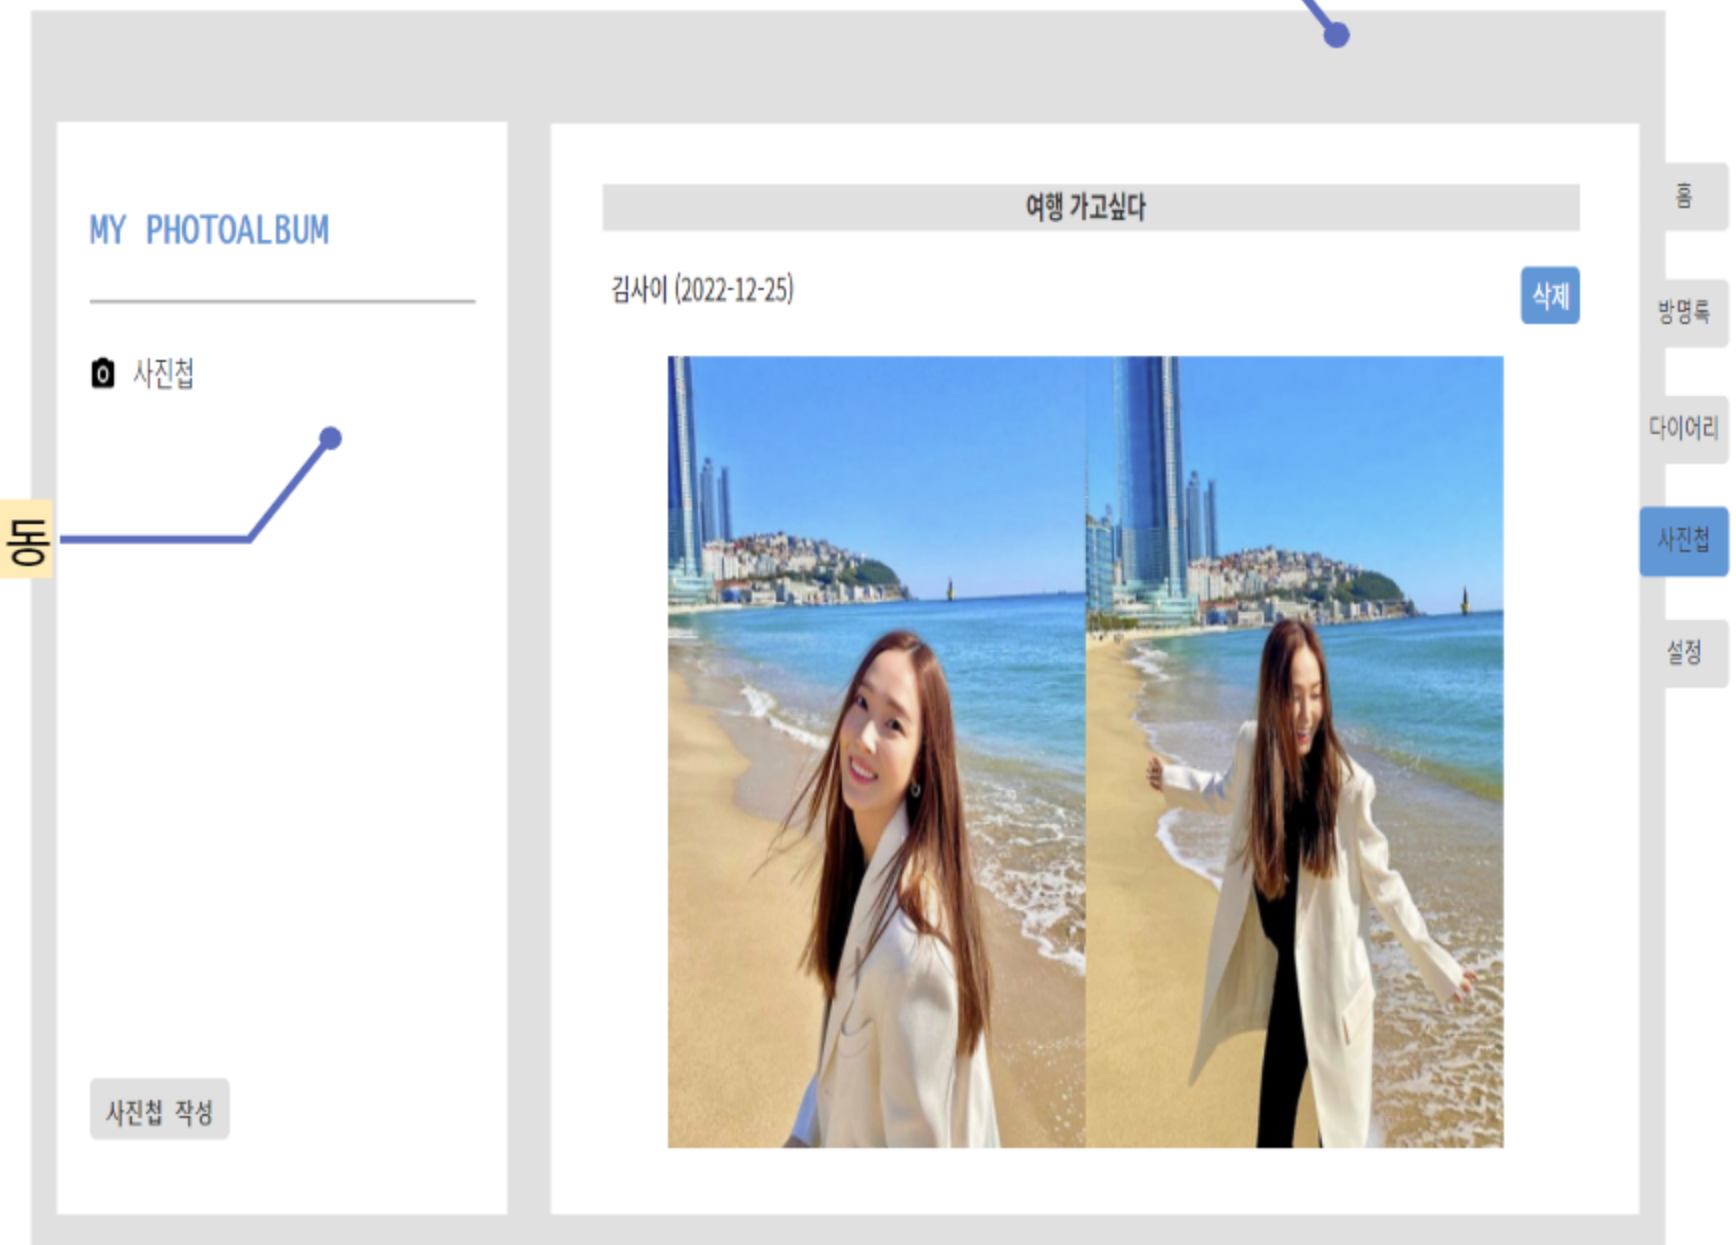 MY PHOTOALBUM
사진첩
동
사진첩 작성
여행 가고싶다
김사이 (2022-12-25)
삭제
홈
방명록
다이어리
사진첩
설정